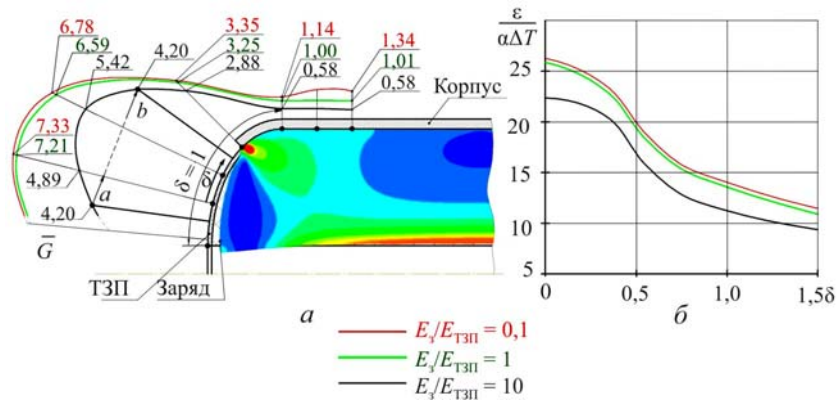 6,78
6,59
5,42
4,20
3,35
3,25
2,88
1,14
1,00
0,58
1,34
1,01
0,58
Корпус
7,33
7,21
4,89
4,20
a
b
δ = 1
δ'
G
ТЗП
Заряд
а
ε
αΔT
25
20
15
10
5
0
0,5
1,0
1,5δ
б
Eз/EТЗП = 0,1
Eз/EТЗП = 1
Eз/EТЗП = 10